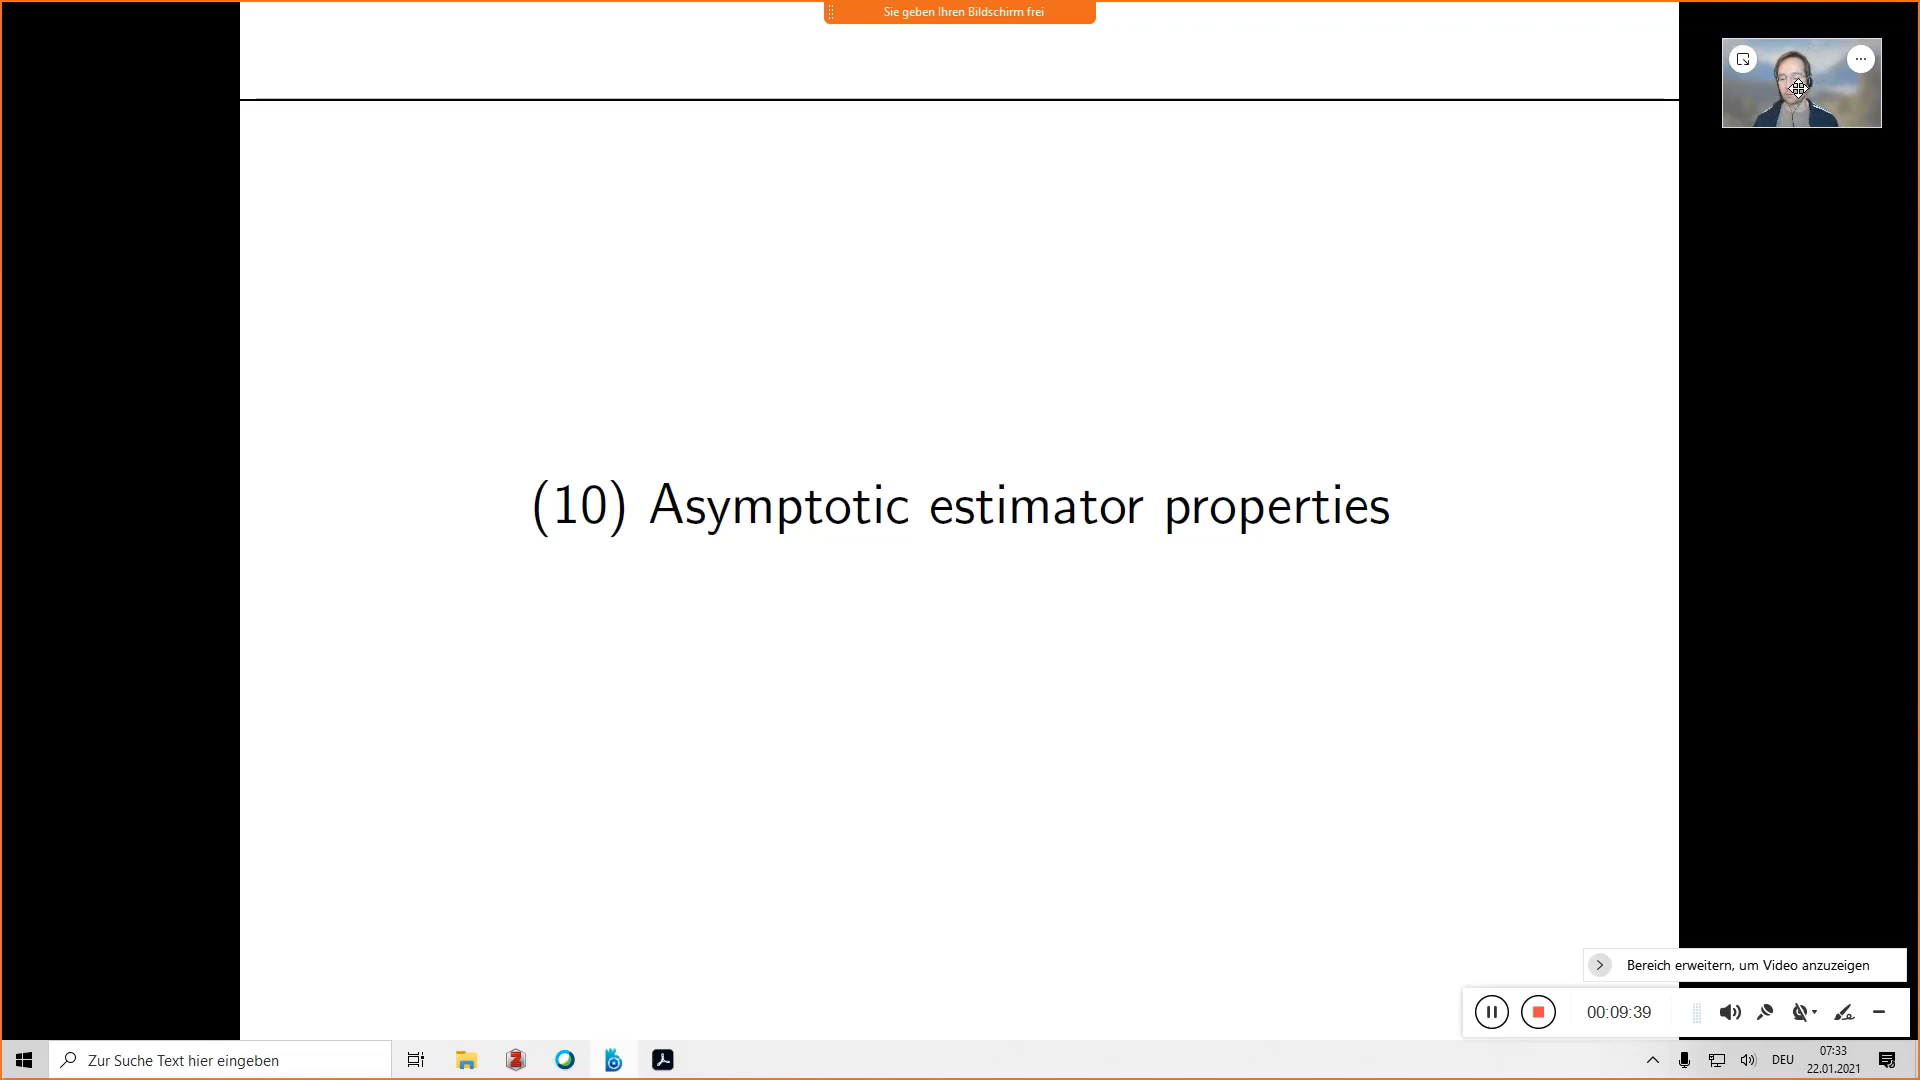 Sie geben Ihren Bildschirm frei
(10) Asymptotic estimator properties
Bereich erweitern, um Video anzuzeigen
00:09:39
Zur Suche Text hier eingeben
DEU
07:33
22.01.2021